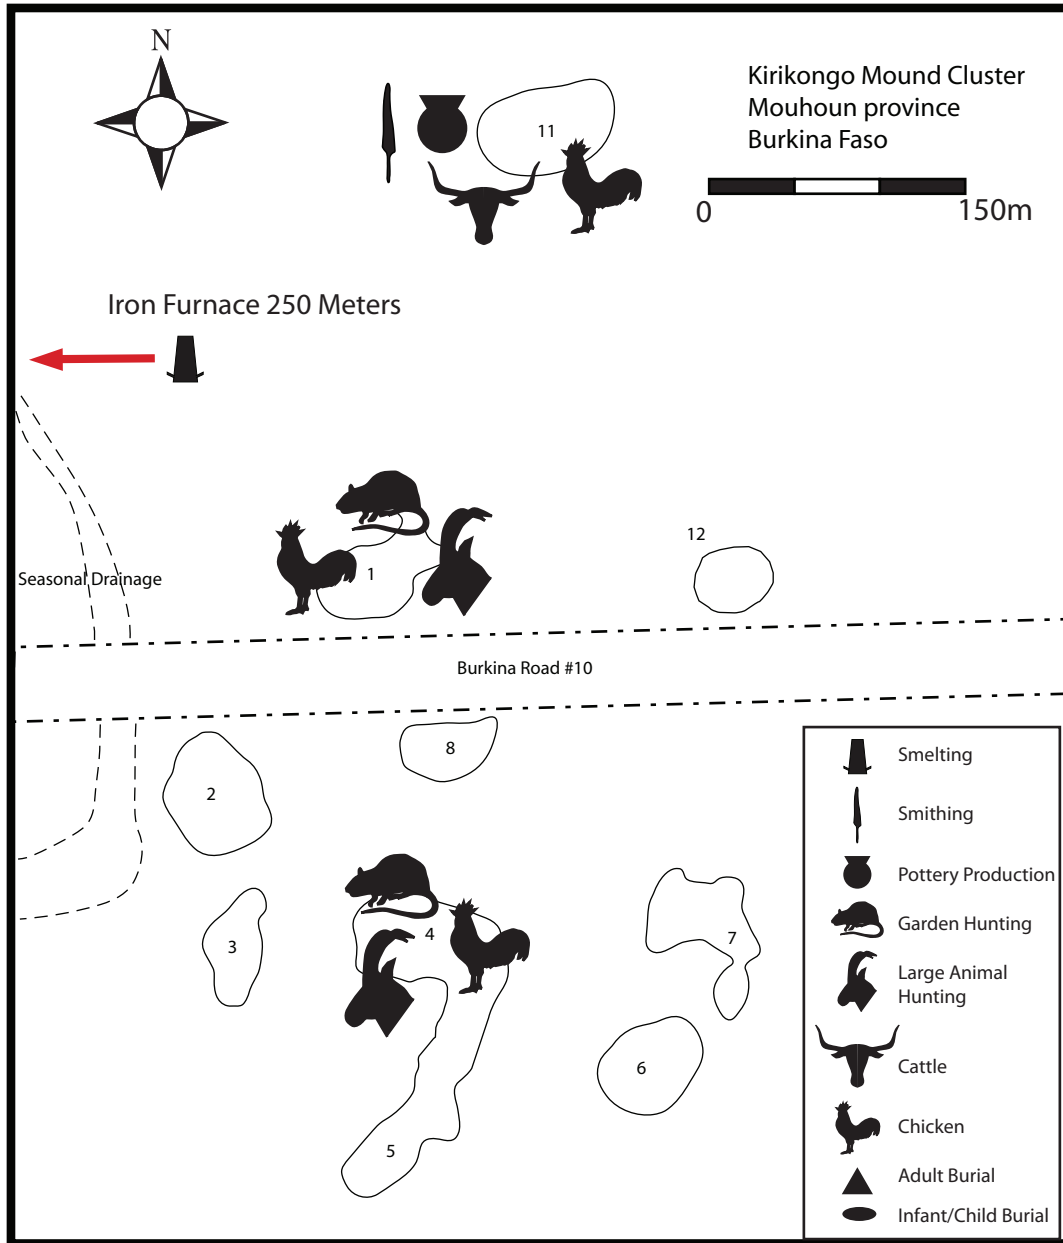 N
Kirikongo Mound Cluster
Mouhoun province
Burkina Faso
0
150m
11
Iron Furnace 250 Meters
12
1
Seasonal Drainage
Burkina Road #10
8
2
4
3
7
6
5
Smelting
Smithing
Pottery Production
Garden Hunting
Large Animal
Hunting
Cattle
Chicken
Adult Burial
Infant/Child Burial